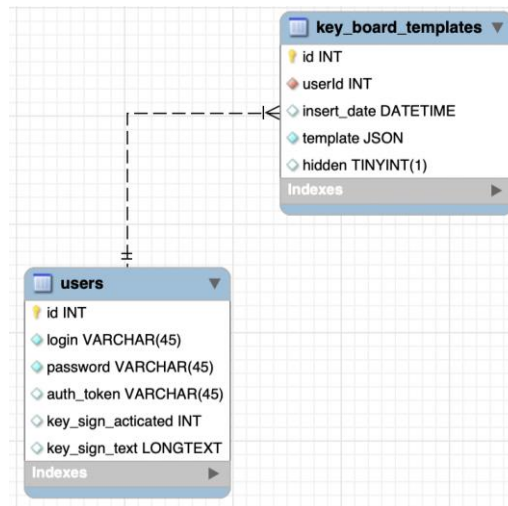 key_board_templates
id INT
userId INT
insert_date DATETIME
template JSON
hidden TINYINT(1)
Indexes
users
id INT
login VARCHAR(45)
password VARCHAR(45)
auth_token VARCHAR(45)
key_sign_acticated INT
key_sign_text LONGTEXT
Indexes